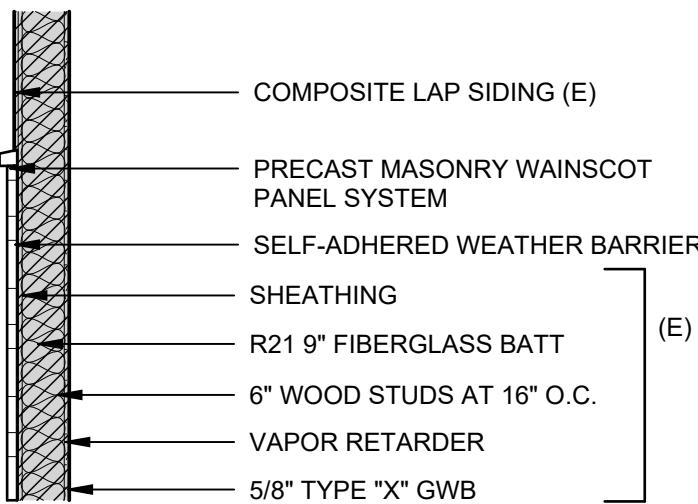 COMPOSITE LAP SIDING (E)
PRECAST MASONRY WAINSCOT
PANEL SYSTEM
SELF-ADHERED WEATHER BARRIER
SHEATHING
R21 9" FIBERGLASS BATT
(E)
6" WOOD STUDS AT 16" O.C.
VAPOR RETARDER
5/8" TYPE "X" GWB